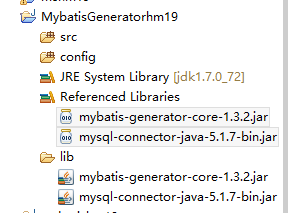 MybatisGeneratorhm19
src
config
JRE System Library [jdk1.7.0_72]
Referenced Libraries
mybatis-generator-core-1.3.2.jar
mysql-connector-java-5.1.7-bin.jar
lib
mybatis-generator-core-1.3.2.jar
mysql-connector-java-5.1.7-bin.jar